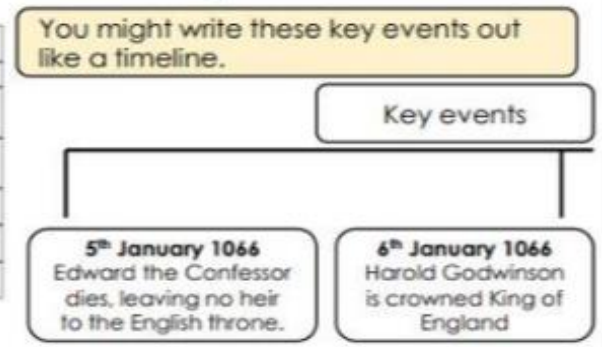 You might write these key events out
like a timeline.
Key events
5th January 1066
Edward the Confessor
dies, leaving no heir
to the English throne.
6th January 1066
Harold Godwinson
is crowned King of
England